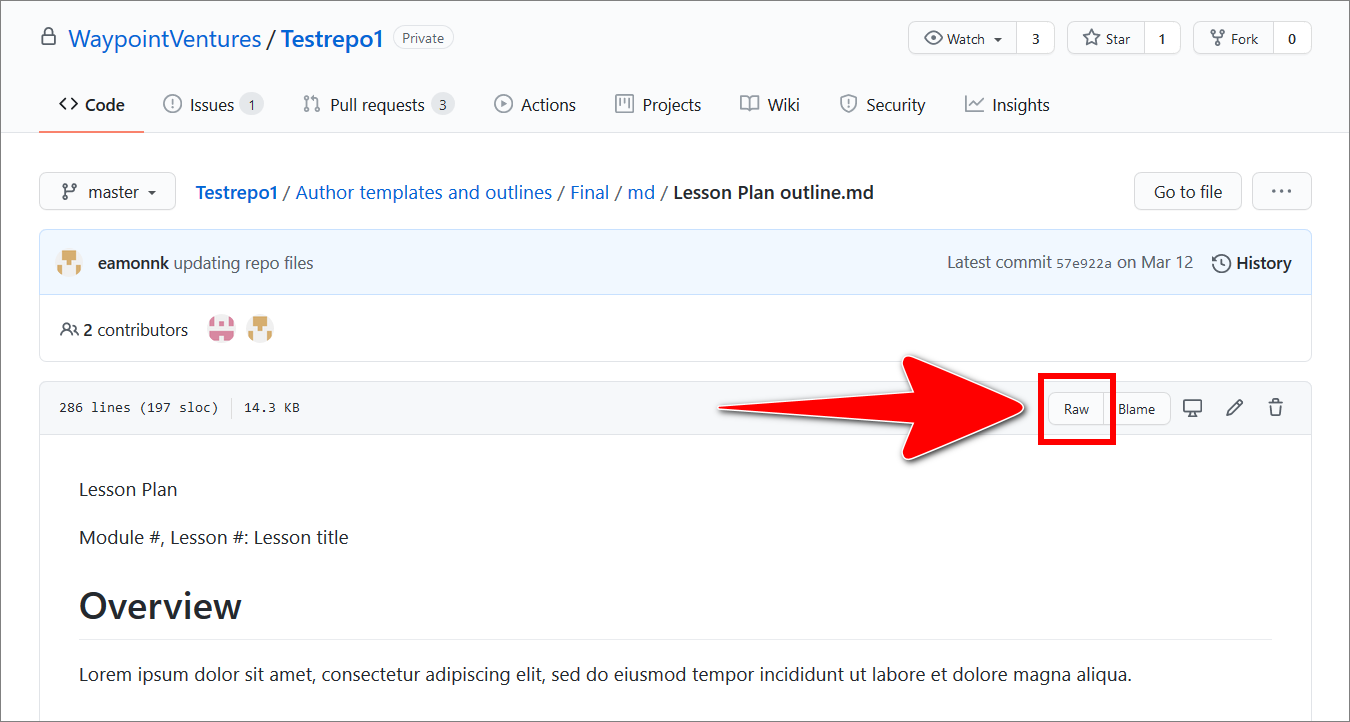 WaypointVentures / Testrepo1 Private Watch 3 Star 1 Fork 0
Code Issues 1 Pull requests 3 Actions Projects Wiki Security Insights
master Testrepo1 / Author templates and outlines / Final / md / Lesson Plan outline.md Go to file ...
eamonnk updating repo files Latest commit 57e922a on Mar 12 History
2 contributors
286 lines (197 sloc) 14.3 KB Raw Blame
Lesson Plan
Module #, Lesson #: Lesson title
Overview
Lorem ipsum dolor sit amet, consectetur adipiscing elit, sed do eiusmod tempor incididunt ut labore et dolore magna aliqua.